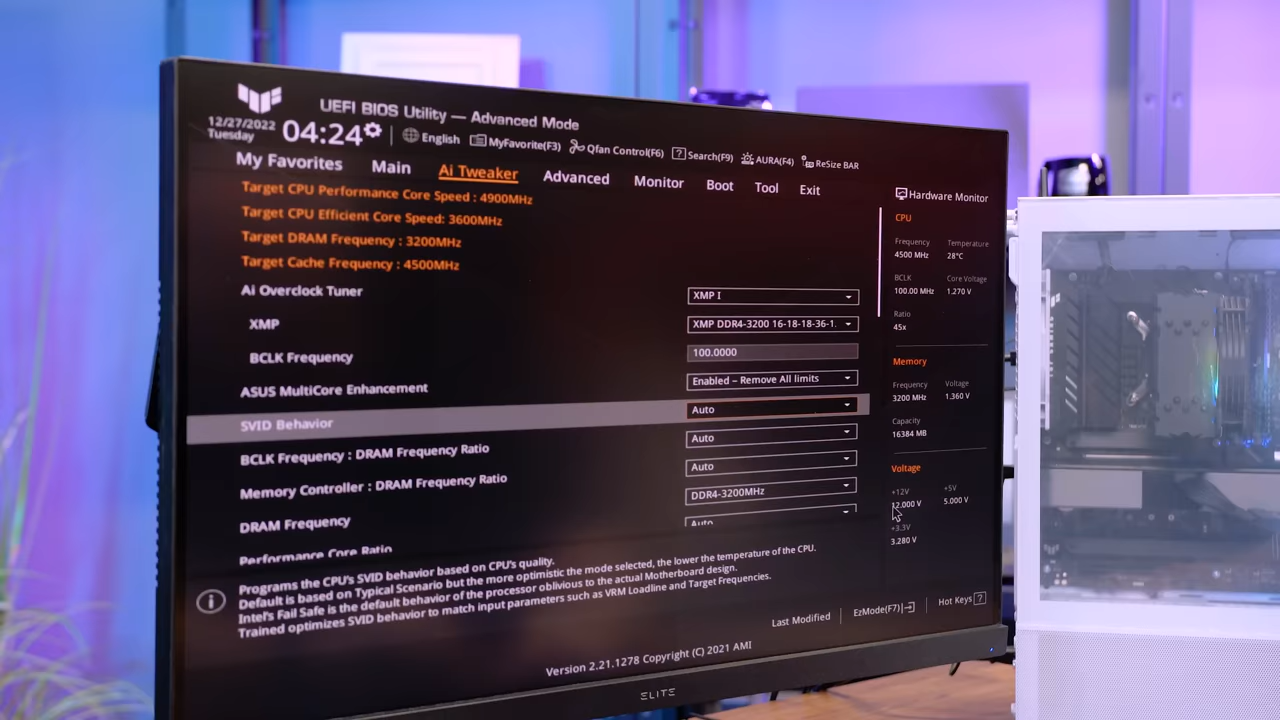 UEFI BIOS Utility — Advanced Mode
12/27/2022
Tuesday
04:24
English
MyFavorite(F3)
Qfan Control(F6)
? Search(F9)
AURA(F4)
ReSize BAR
My Favorites
Main
Ai Tweaker
Advanced
Monitor
Boot
Tool
Exit
Target CPU Performance Core Speed : 4900MHz
Target CPU Efficient Core Speed: 3600MHz
Target DRAM Frequency : 3200MHz
Target Cache Frequency : 4500MHz
Ai Overclock Tuner
XMP I
XMP
XMP DDR4-3200 16-18-18-36-1.
BCLK Frequency
100.0000
ASUS MultiCore Enhancement
Enabled – Remove All limits
SVID Behavior
Auto
BCLK Frequency : DRAM Frequency Ratio
Auto
Memory Controller : DRAM Frequency Ratio
Auto
DRAM Frequency
DDR4-3200MHz
Performance Core Ratio
Auto
Programs the CPU's SVID behavior based on CPU's quality.
Default is based on Typical Scenario but the more optimistic the mode selected, the lower the temperature of the CPU.
Intel's Fail Safe is the default behavior of the processor oblivious to the actual Motherboard design.
Trained optimizes SVID behavior to match input parameters such as VRM Loadline and Target Frequencies.
Hardware Monitor
CPU
Frequency Temperature
4500 MHz 28°C
BCLK Core Voltage
100.00 MHz 1.270 V
Ratio
45x
Memory
Frequency Voltage
3200 MHz 1.360 V
Capacity
16384 MB
Voltage
+12V +5V
12.000 V 5.000 V
+3.3V
3.280 V
Last Modified
EzMode(F7)
Hot Keys ?
Version 2.21.1278 Copyright (C) 2021 AMI
ELITE